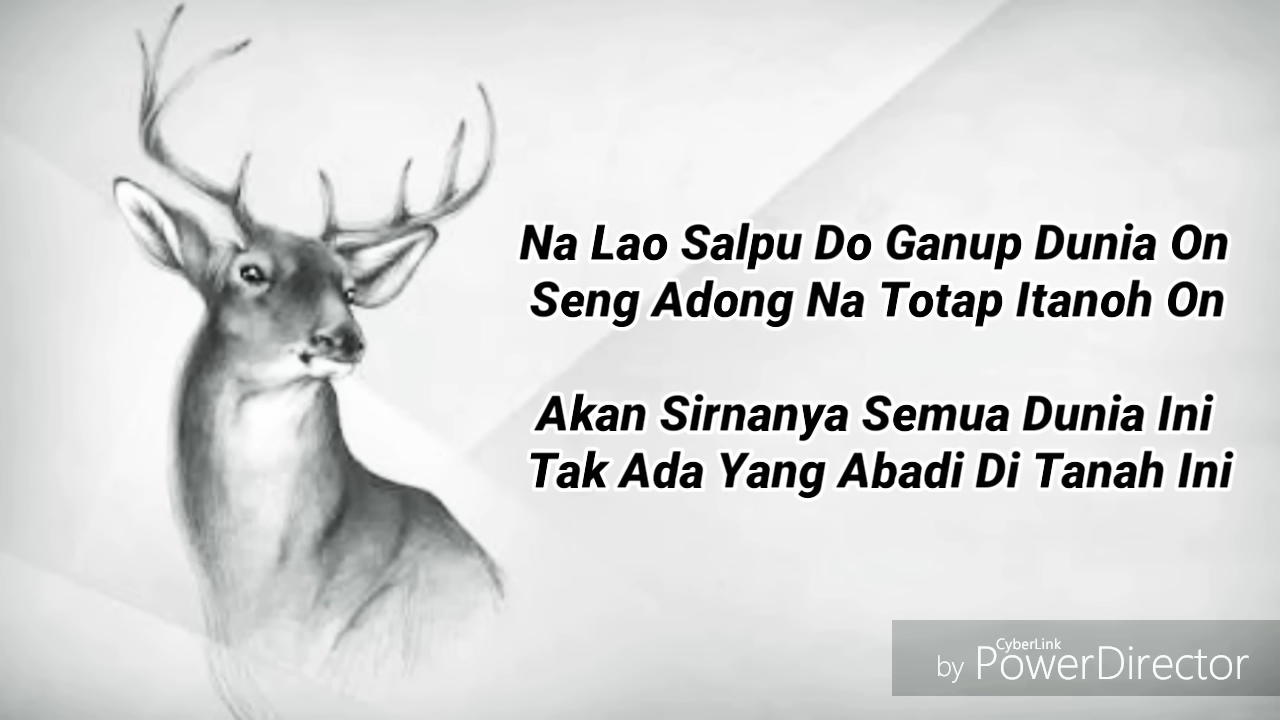 Na Lao Salpu Do Ganup Dunia On
Seng Adong Na Totap Itanoh On
Akan Sirnanya Semua Dunia Ini
Tak Ada Yang Abadi Di Tanah Ini
CyberLink
by PowerDirector